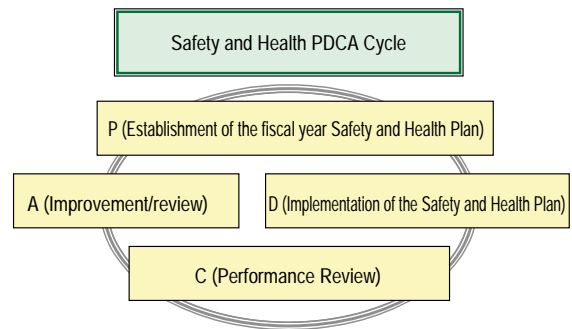 Safety and Health PDCA Cycle
P (Establishment of the fiscal year Safety and Health Plan)
A (Improvement/review)
D (Implementation of the Safety and Health Plan)
C (Performance Review)